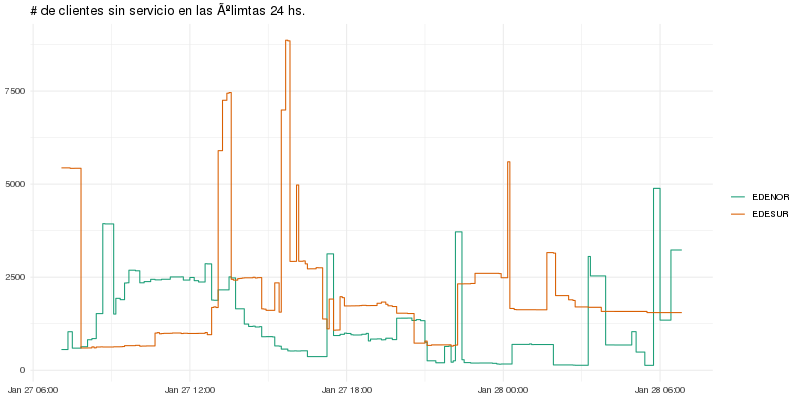 # de clientes sin servicio en las Ãºlimtas 24 hs.
7500
5000
2500
0
Jan 27 06:00
Jan 27 12:00
Jan 27 18:00
Jan 28 00:00
Jan 28 06:00
EDENOR
EDESUR